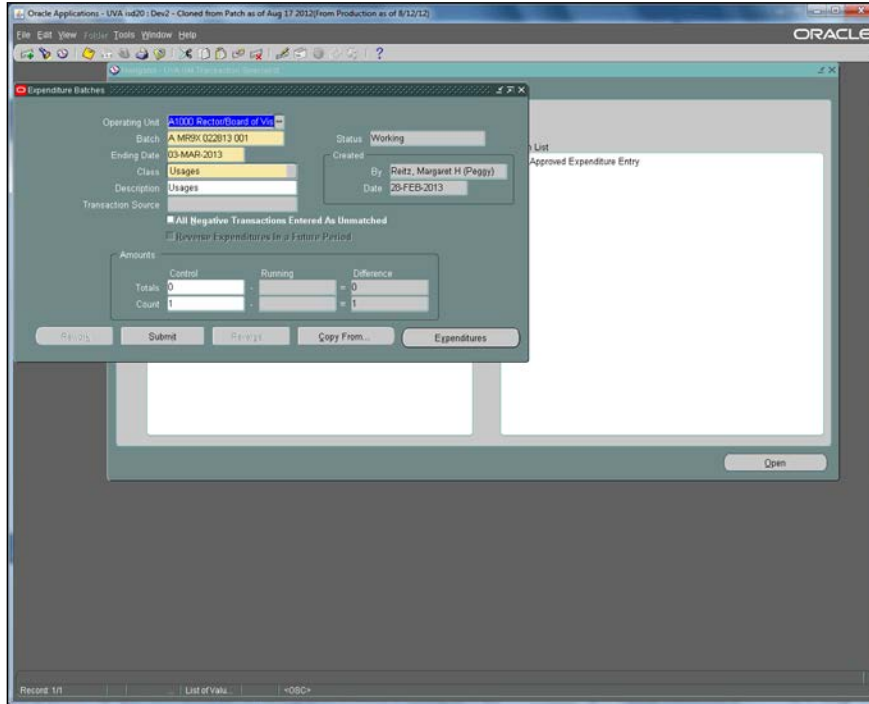 Oracle Applications - UVA isd20 : Dev2 - Cloned from Patch as of Aug 17 2012(From Production as of 8/12/12)
File Edit View Folder Tools Window Help
ORACLE
Expenditure Batches
Operating Unit A1000 Rector/Board of Vis
Batch A MR9X 022813 001 Status Working
Ending Date 03-MAR-2013 Created
Class Usages By Reitz, Margaret H (Peggy)
Description Usages Date 28-FEB-2013
Transaction Source
All Negative Transactions Entered As Unmatched
Reverse Expenditures In a Future Period
Amounts
Control Running Difference
Totals 0 - = 0
Count 1 - = 1
Rework Submit Reverse Copy From... Expenditures
List
Approved Expenditure Entry
Open
Record: 1/1 ... List of Valu... <OSC>